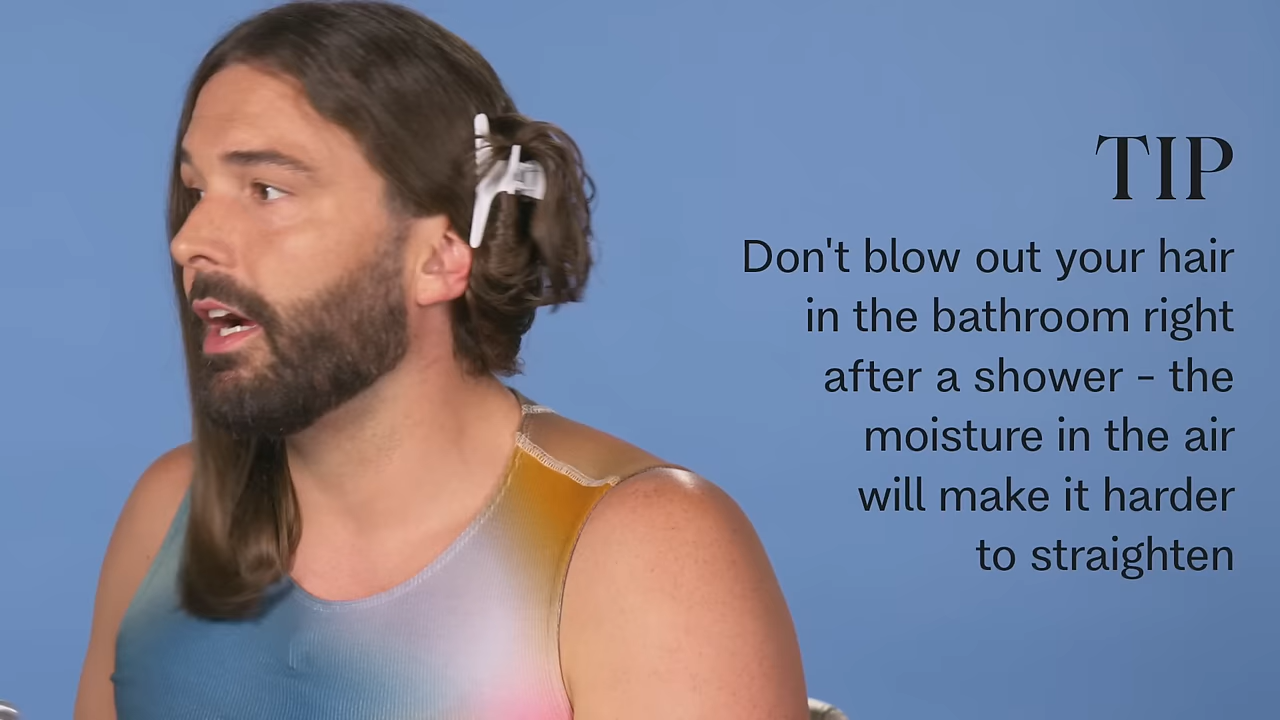 TIP
Don't blow out your hair
in the bathroom right
after a shower - the
moisture in the air
will make it harder
to straighten